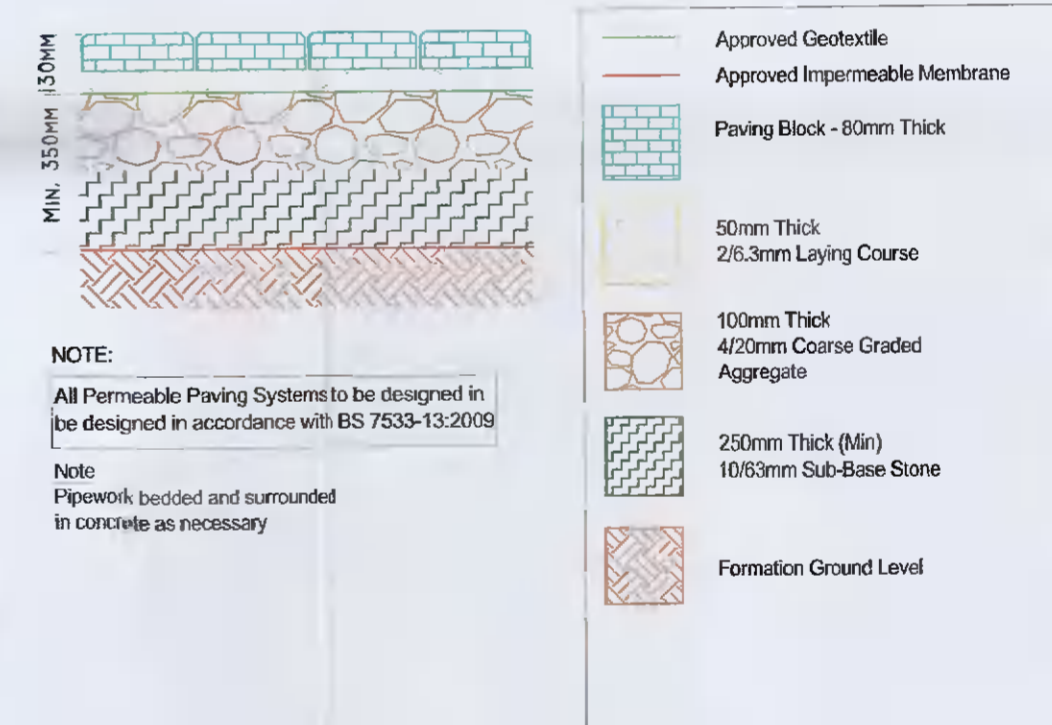 130MM
MIN. 350MM
NOTE:
All Permeable Paving Systems to be designed in
be designed in accordance with BS 7533-13:2009
Note
Pipework bedded and surrounded
in concrete as necessary
Approved Geotextile
Approved Impermeable Membrane
Paving Block - 80mm Thick
50mm Thick
2/6.3mm Laying Course
100mm Thick
4/20mm Coarse Graded
Aggregate
250mm Thick (Min)
10/63mm Sub-Base Stone
Formation Ground Level